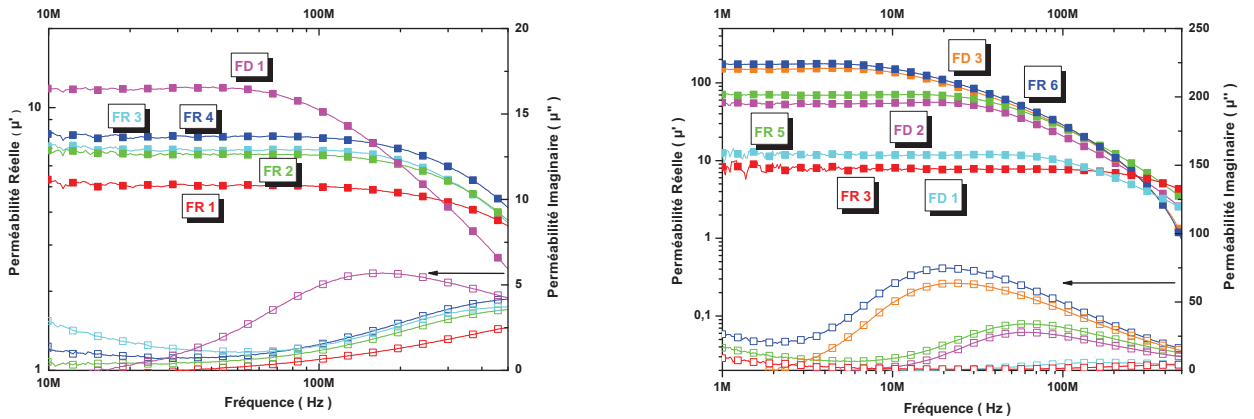 10M
100M
20
FD 1
FR 3
FR 4
FR 2
FR 1
10
1
15
10
5
0
Perméabilité Réelle ( µ' )
Perméabilité Imaginaire ( µ'' )
10M
100M
Fréquence ( Hz )
1M
10M
100M
250
FD 3
FR 6
FR 5
FD 2
FR 3
FD 1
100
10
1
0,1
200
150
100
50
0
Perméabilité Réelle ( µ' )
Perméabilité Imaginaire ( µ'' )
1M
10M
100M
Fréquence ( Hz )